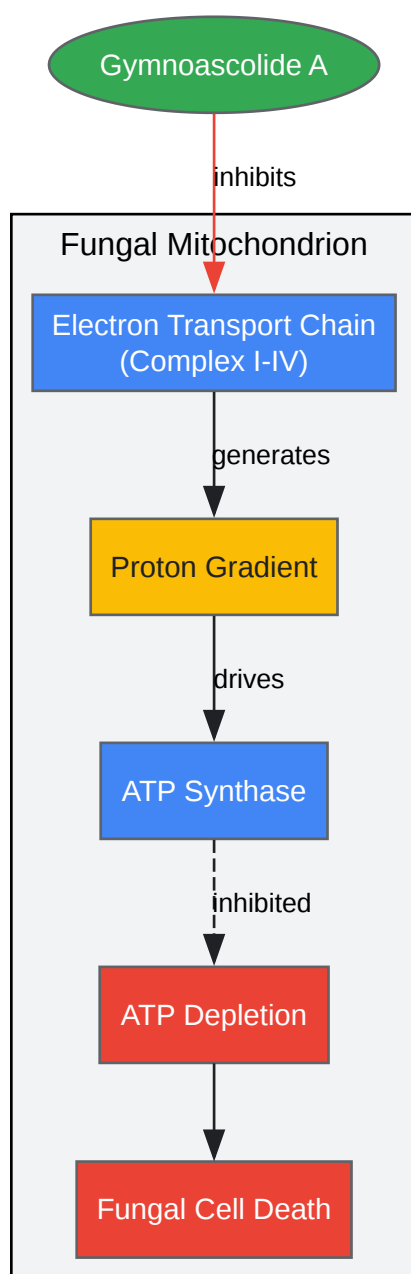 Gymnoascolide A
inhibits
Fungal Mitochondrion
Electron Transport Chain
(Complex I-IV)
generates
Proton Gradient
drives
ATP Synthase
inhibited
ATP Depletion
Fungal Cell Death